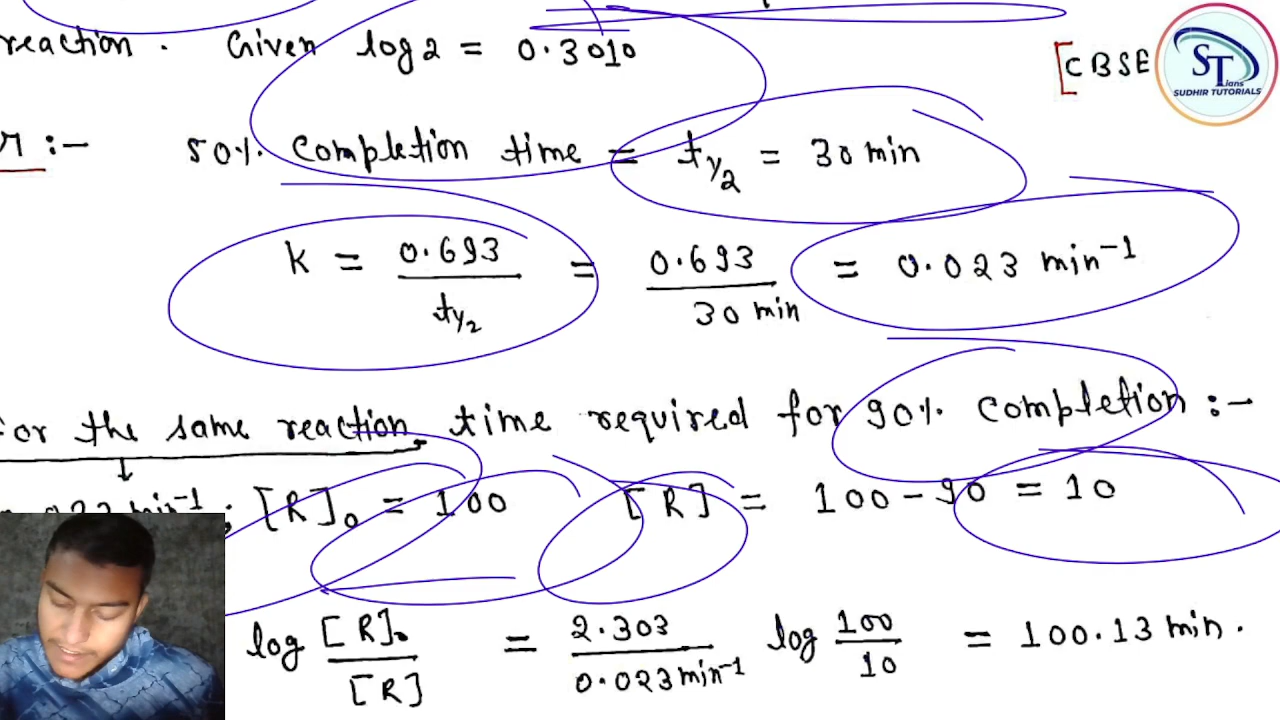 reaction. Given log 2 = 0.3010
[CBSE
ST ians
SUDHIR TUTORIALS
:- 50% Completion time = t1/2 = 30 min
k = 0.693 / t1/2 = 0.693 / 30 min = 0.023 min⁻¹
For the same reaction, time required for 90% Completion :-
min⁻¹ ; [R]₀ = 100 [R] = 100 - 90 = 10
log [R]₀ / [R] = 2.303 / 0.023 min⁻¹ log 100 / 10 = 100.13 min.